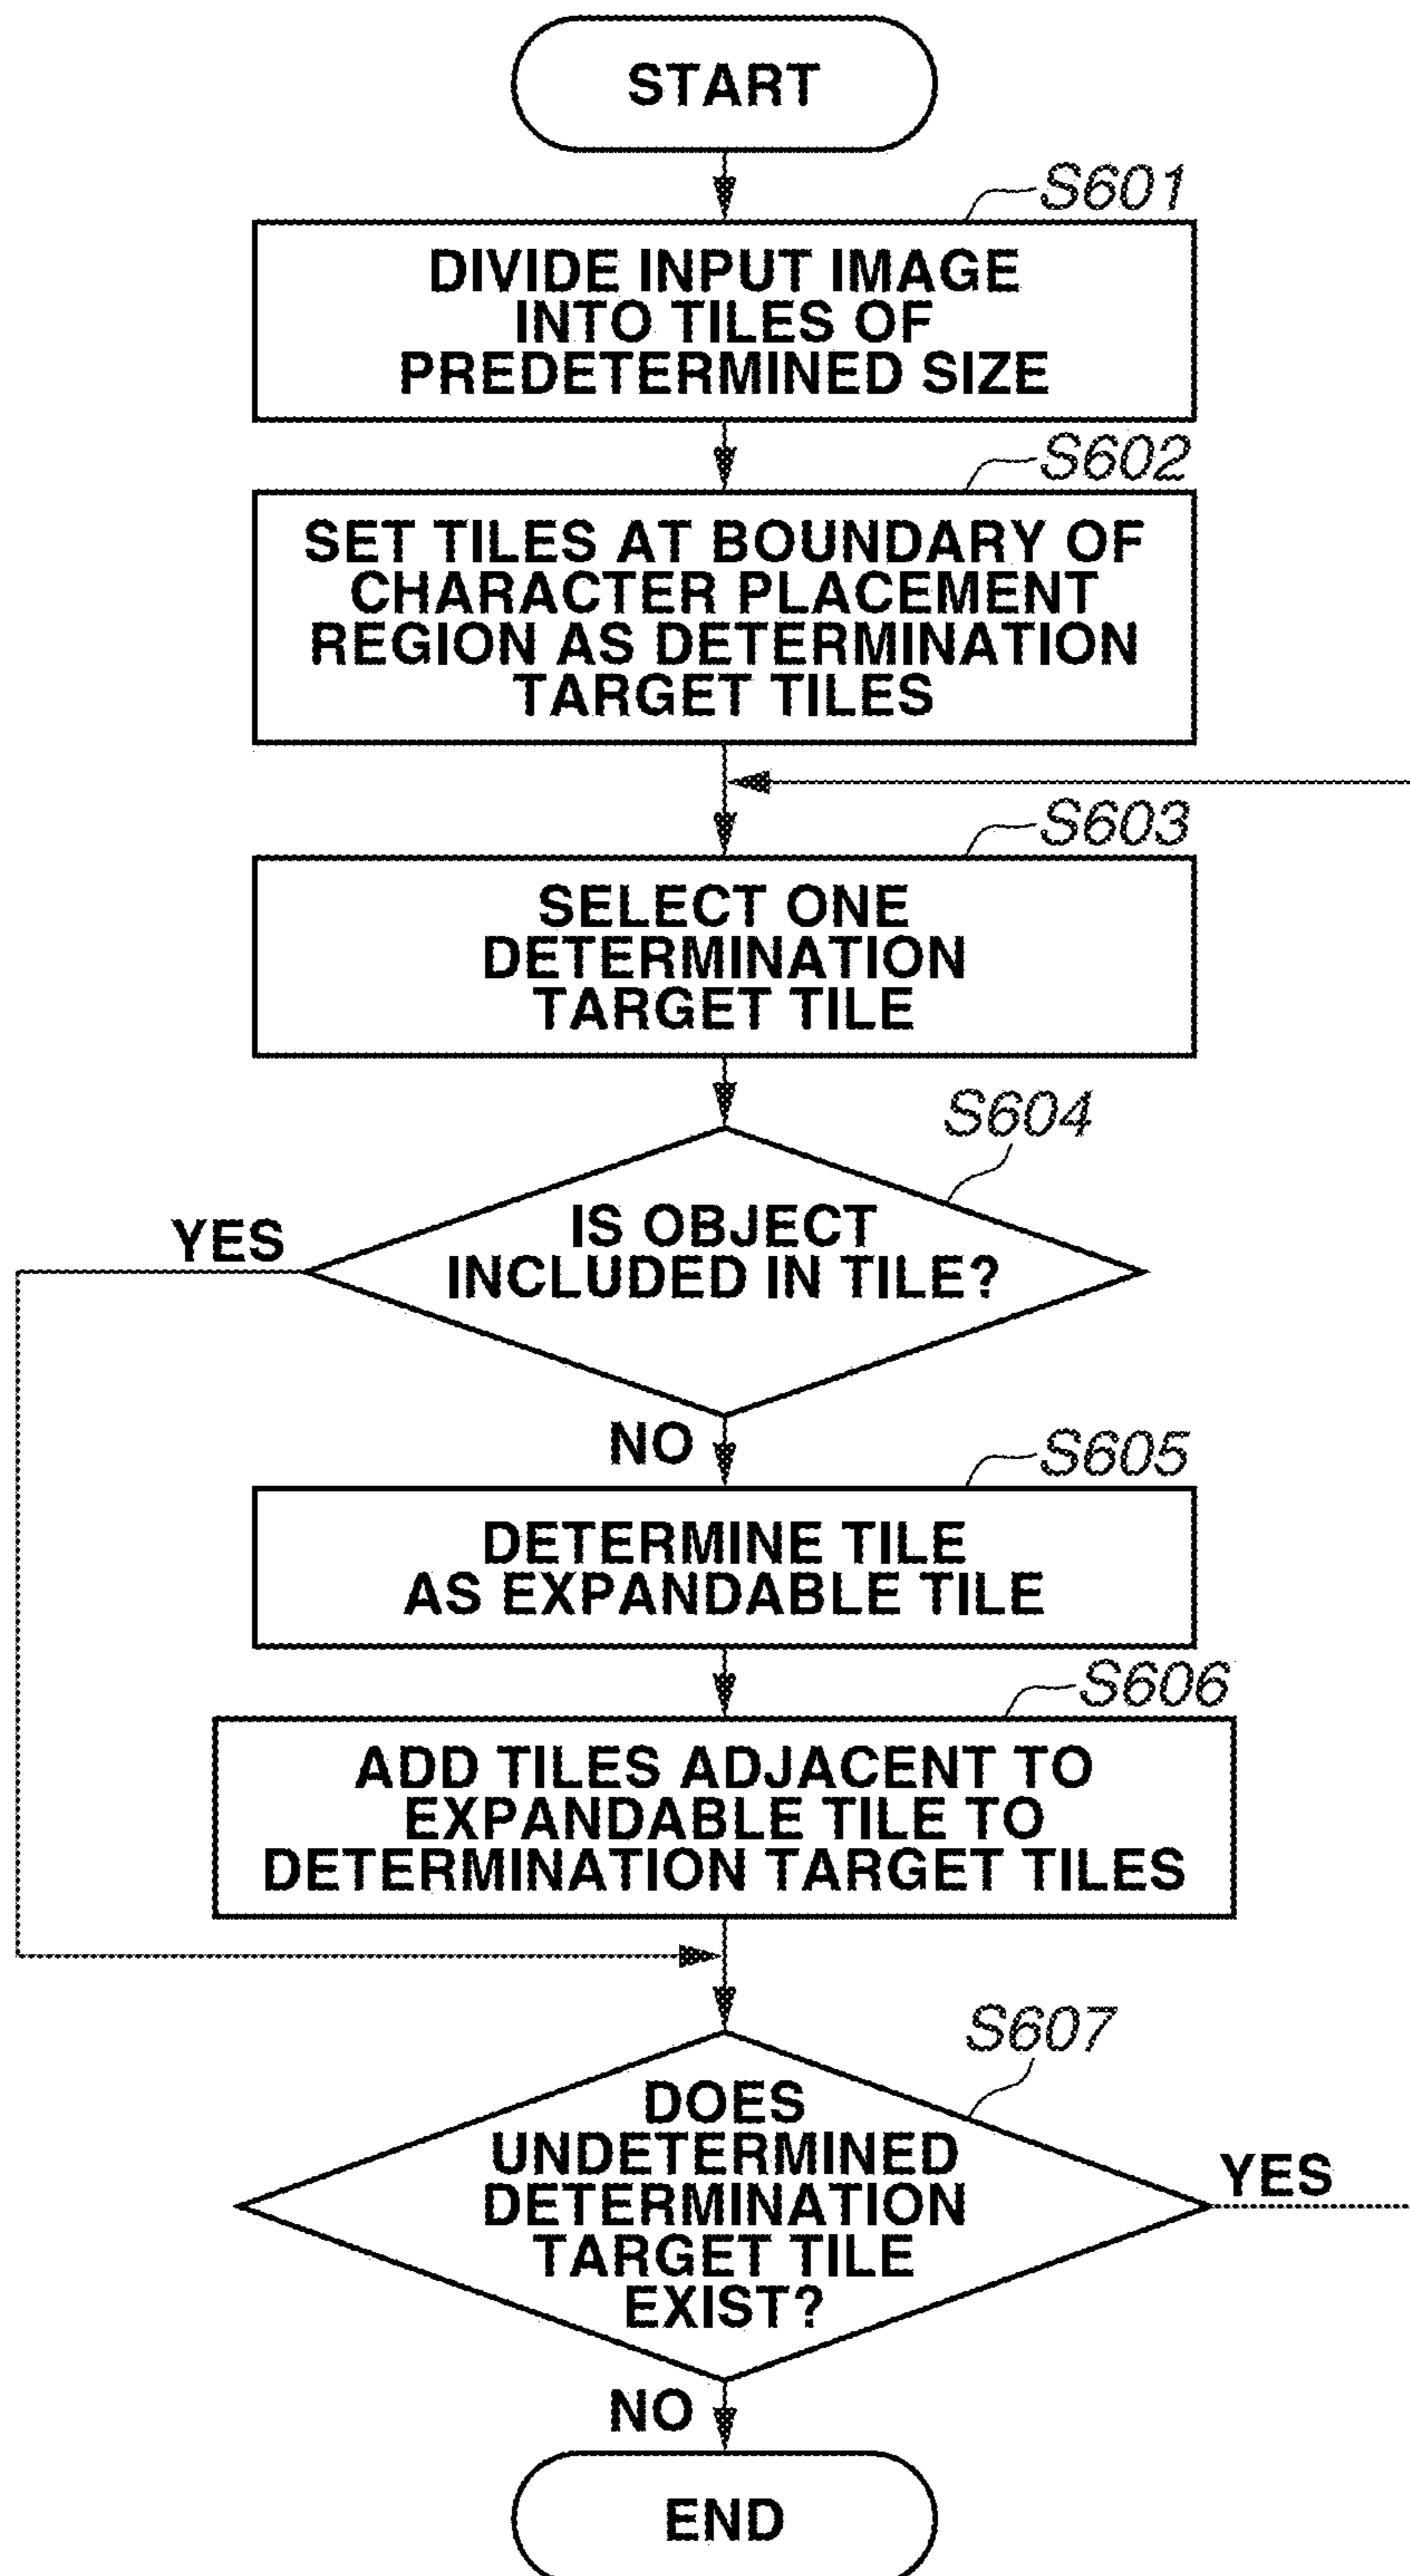 START
S601
DIVIDE INPUT IMAGE
INTO TILES OF
PREDETERMINED SIZE
S602
SET TILES AT BOUNDARY OF
CHARACTER PLACEMENT
REGION AS DETERMINATION
TARGET TILES
S603
SELECT ONE
DETERMINATION
TARGET TILE
S604
IS OBJECT
INCLUDED IN TILE?
YES
NO
S605
DETERMINE TILE
AS EXPANDABLE TILE
S606
ADD TILES ADJACENT TO
EXPANDABLE TILE TO
DETERMINATION TARGET TILES
S607
DOES
UNDETERMINED
DETERMINATION
TARGET TILE
EXIST?
YES
NO
END